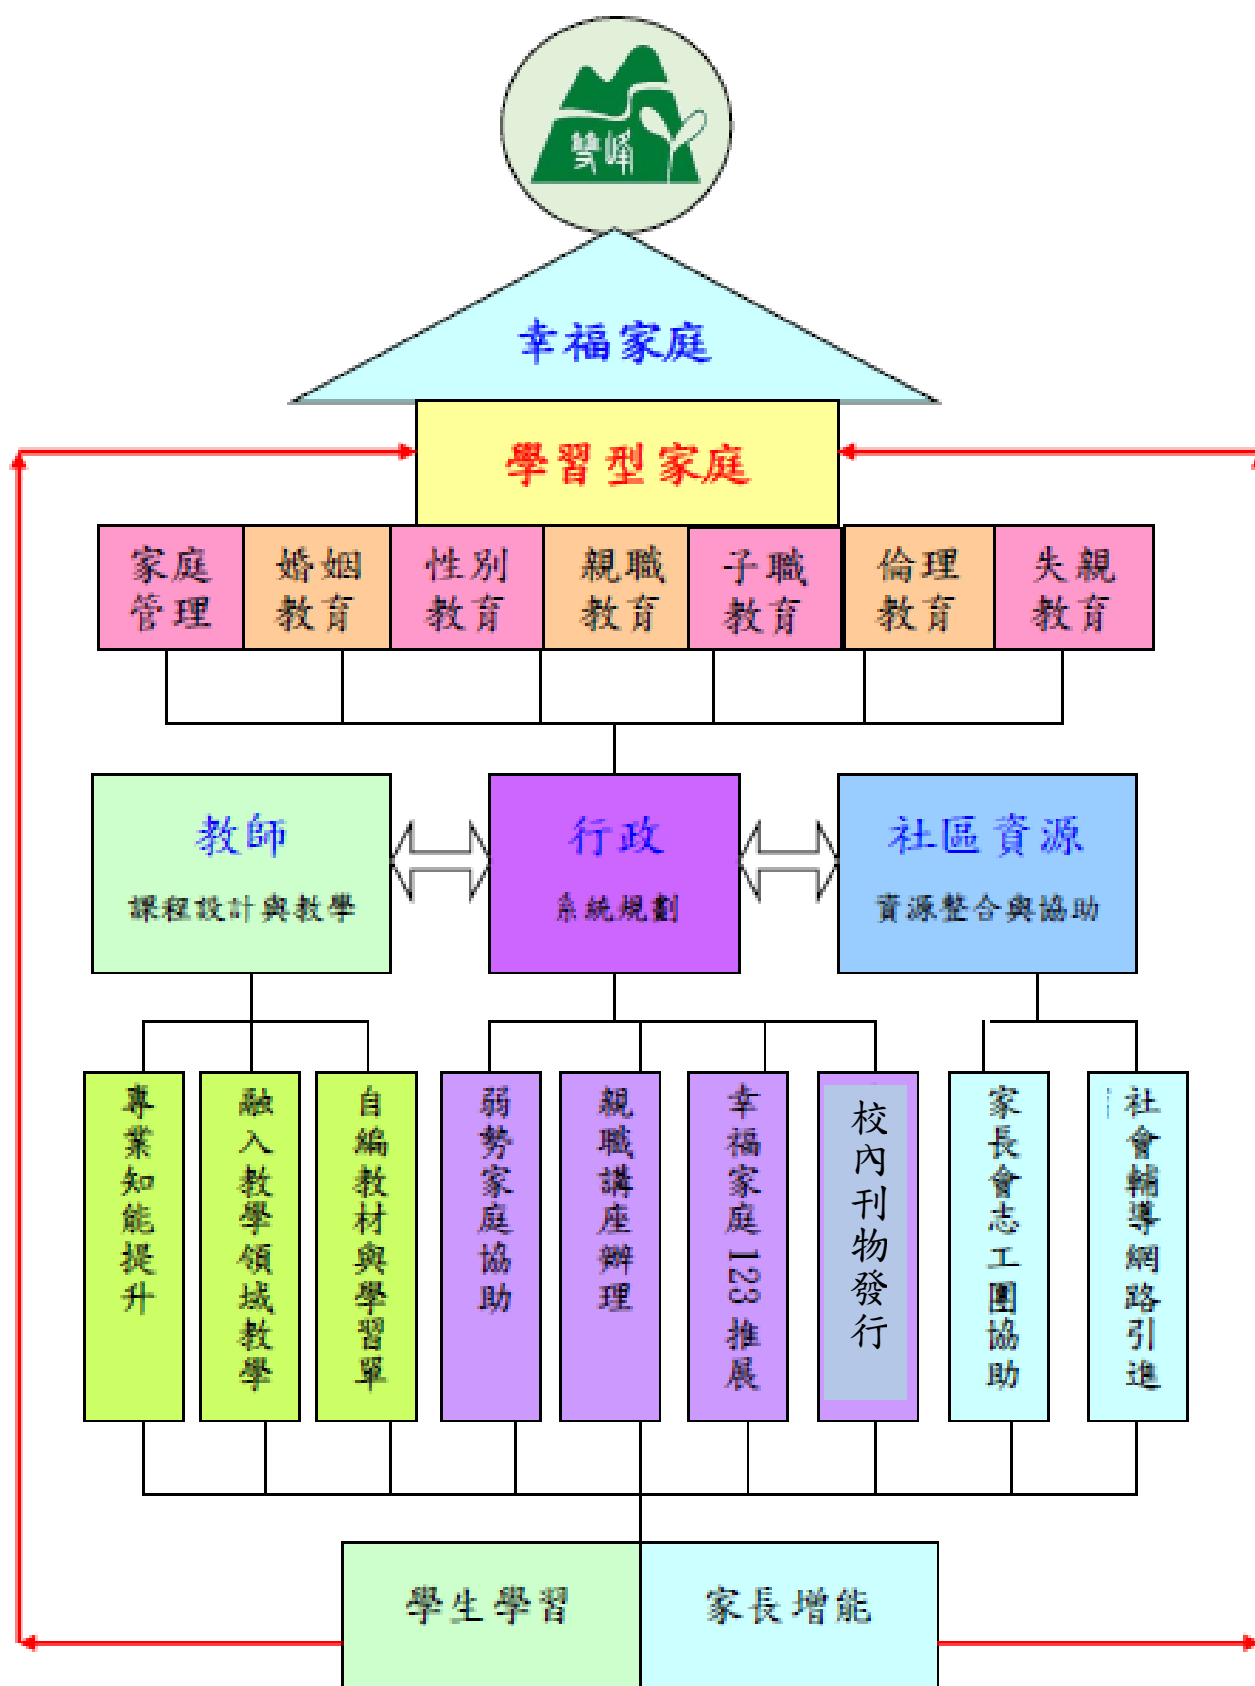 雙峰
幸福家庭
學習型家庭
家庭
管理
婚姻
教育
性別
教育
親職
教育
子職
教育
倫理
教育
失親
教育
教師
課程設計與教學
行政
系統規劃
社區資源
資源整合與協助
專業知能提升
融入教學領域教學
自編教材與學習單
弱勢家庭協助
親職講座辦理
幸福家庭123推展
校內刊物發行
家長會志工團協助
社會輔導網路引進
學生學習
家長增能